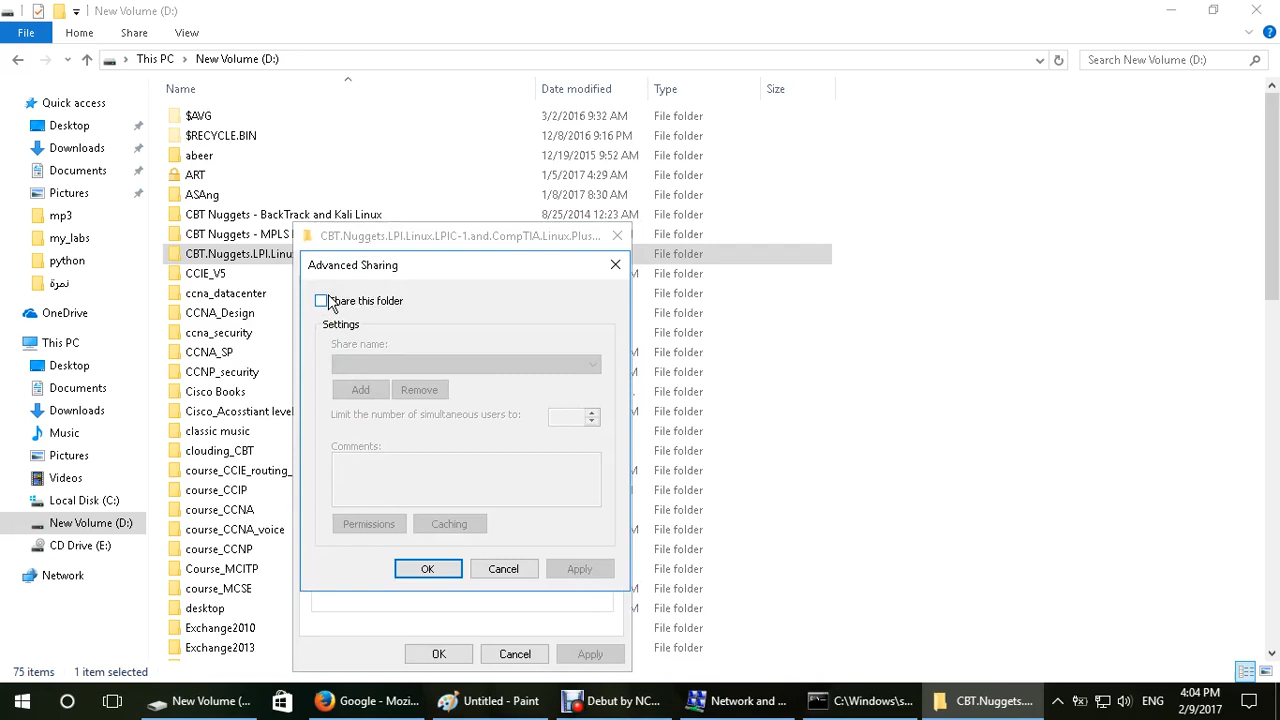 New Volume (D:)
File
Home
Share
View
This PC
New Volume (D:)
Search New Volume (D:)
Name
Date modified
Type
Size
Quick access
Desktop
Downloads
Documents
Pictures
mp3
my_labs
python
نمرة
OneDrive
This PC
Desktop
Documents
Downloads
Music
Pictures
Videos
Local Disk (C:)
New Volume (D:)
CD Drive (E:)
Network
$AVG 3/2/2016 9:32 AM File folder
$RECYCLE.BIN 12/8/2016 9:16 PM File folder
abeer 12/19/2015 9:52 AM File folder
ART 1/5/2017 4:29 AM File folder
ASAng 1/8/2017 8:30 AM File folder
CBT Nuggets - BackTrack and Kali Linux 8/25/2014 12:23 AM File folder
CBT Nuggets - MPLS File folder
CBT.Nuggets.LPI.Linu File folder
CCIE_V5 File folder
ccna_datacenter File folder
CCNA_Design File folder
ccna_security File folder
CCNA_SP File folder
CCNP_security File folder
Cisco Books File folder
Cisco_Acosstiant level File folder
classic music File folder
clouding_CBT File folder
course_CCIE_routing_ File folder
course_CCIP File folder
course_CCNA File folder
course_CCNA_voice File folder
course_CCNP File folder
Course_MCITP File folder
course_MCSE File folder
desktop File folder
Exchange2010 File folder
Exchange2013 File folder
CBT.Nuggets.LPI.Linux.LPIC-1.and.CompTIA.Linux.Plus...
Advanced Sharing
Share this folder
Settings
Share name:
Add
Remove
Limit the number of simultaneous users to:
Comments:
Permissions
Caching
OK
Cancel
Apply
OK
Cancel
Apply
75 items
1 item selected
New Volume (...
Google - Mozi...
Untitled - Paint
Debut by NC...
Network and ...
C:\Windows\s...
CBT.Nuggets....
ENG
4:04 PM
2/9/2017